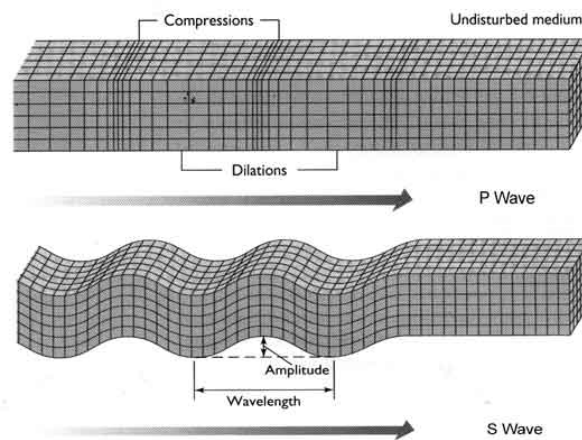 Compressions
Undisturbed medium
Dilations
P Wave
Amplitude
Wavelength
S Wave